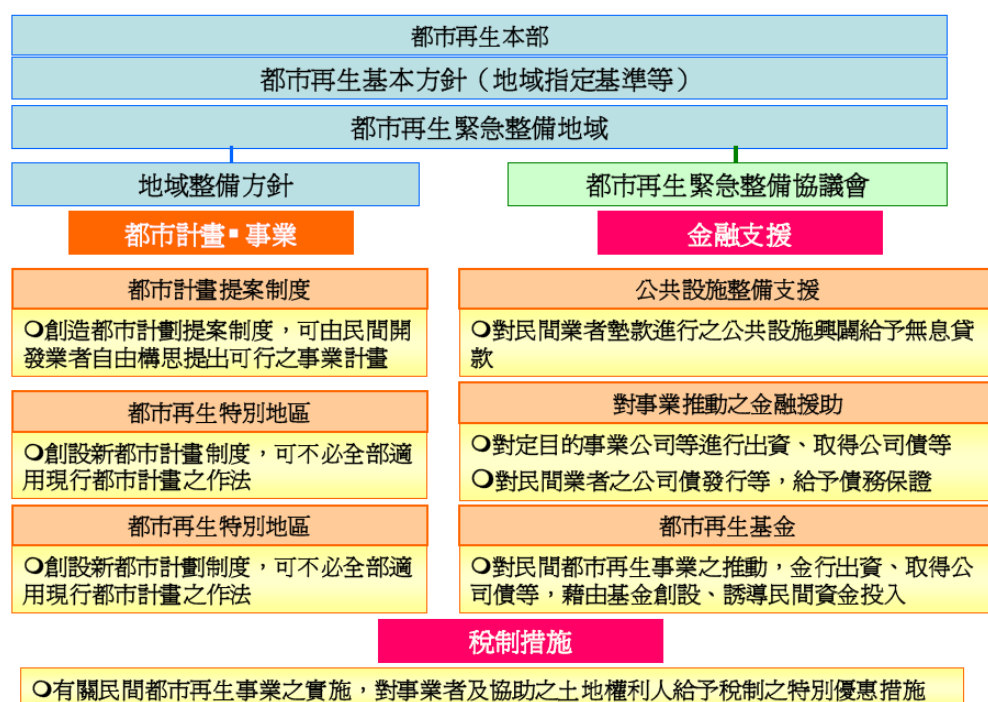 都市再生本部
都市再生基本方針（地域指定基準等）
都市再生緊急整備地域
地域整備方針
都市再生緊急整備協議會
都市計畫▪事業
金融支援
都市計畫提案制度
❍創造都市計劃提案制度，可由民間開
發業者自由構思提出可行之事業計畫
都市再生特別地區
❍創設新都市計畫制度，可不必全部適
用現行都市計畫之作法
都市再生特別地區
❍創設新都市計劃制度，可不必全部適
用現行都市計畫之作法
公共設施整備支援
❍對民間業者墊款進行之公共設施興闢給予無息貸
款
對事業推動之金融援助
❍對定目的事業公司等進行出資、取得公司債等
❍對民間業者之公司債發行等，給予債務保證
都市再生基金
❍對民間都市再生事業之推動，金行出資、取得公
司債等，藉由基金創設、誘導民間資金投入
稅制措施
❍有關民間都市再生事業之實施，對事業者及協助之土地權利人給予稅制之特別優惠措施